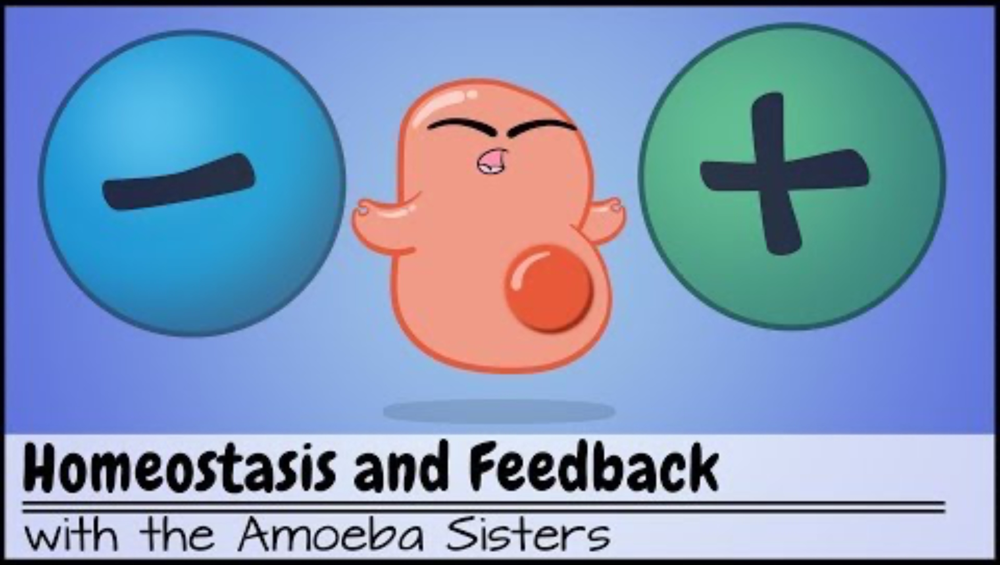 − +
Homeostasis and Feedback
with the Amoeba Sisters